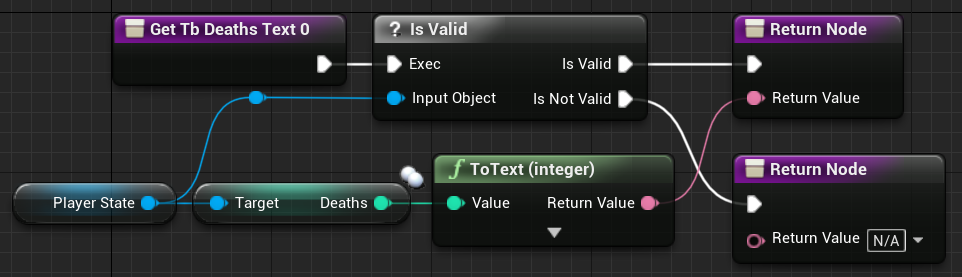 Get Tb Deaths Text 0
? Is Valid
Return Node
Exec
Is Valid
Input Object
Is Not Valid
Return Value
Player State
Target
Deaths
f ToText (integer)
Value
Return Value
Return Node
Return Value N/A